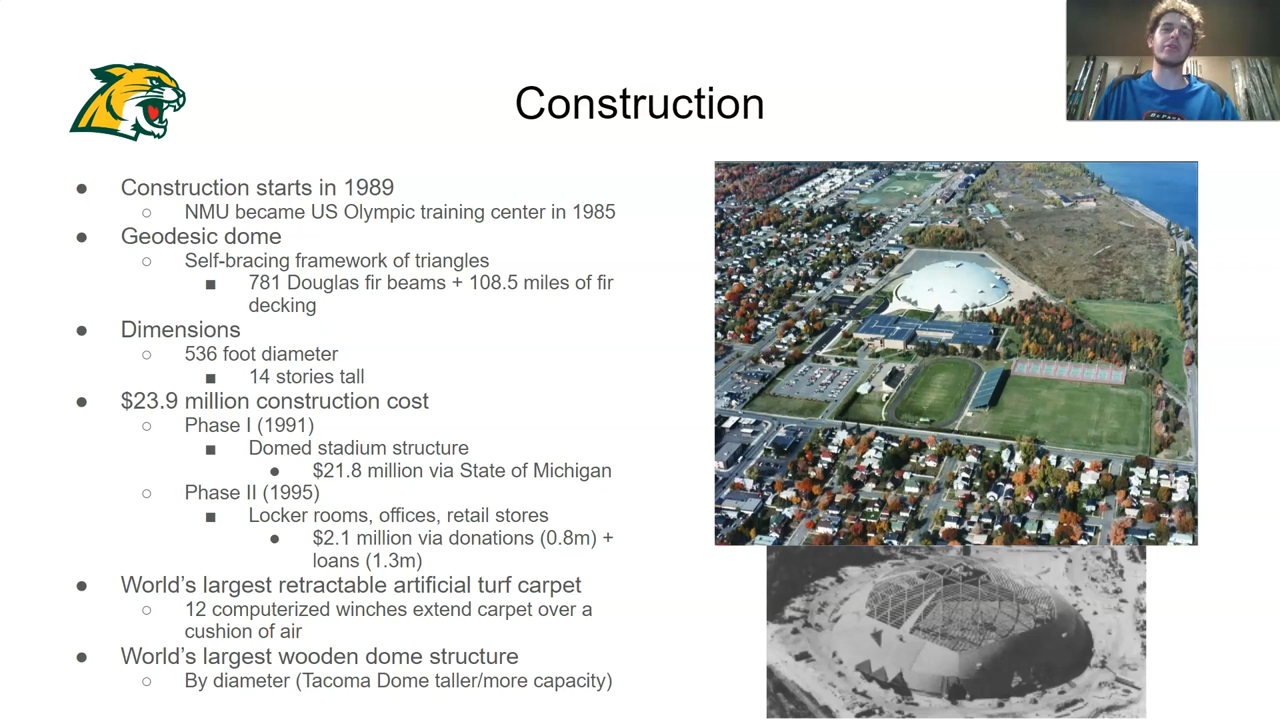 Construction
● Construction starts in 1989
○ NMU became US Olympic training center in 1985
● Geodesic dome
○ Self-bracing framework of triangles
■ 781 Douglas fir beams + 108.5 miles of fir
decking
● Dimensions
○ 536 foot diameter
■ 14 stories tall
● $23.9 million construction cost
○ Phase I (1991)
■ Domed stadium structure
● $21.8 million via State of Michigan
○ Phase II (1995)
■ Locker rooms, offices, retail stores
● $2.1 million via donations (0.8m) +
loans (1.3m)
● World’s largest retractable artificial turf carpet
○ 12 computerized winches extend carpet over a
cushion of air
● World’s largest wooden dome structure
○ By diameter (Tacoma Dome taller/more capacity)
DePaul